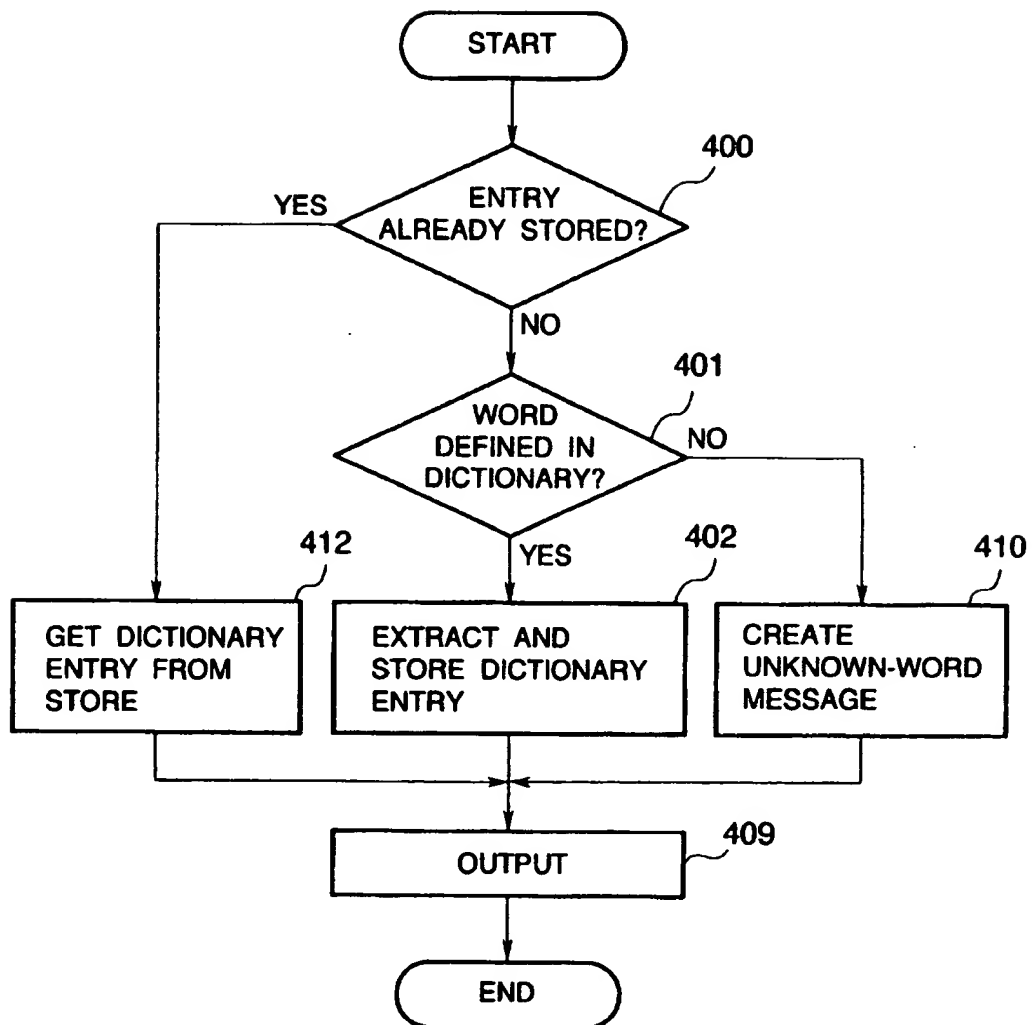 START
400
YES
ENTRY
ALREADY STORED?
NO
401
WORD
DEFINED IN
DICTIONARY?
NO
YES
412
402
410
GET DICTIONARY
ENTRY FROM
STORE
EXTRACT AND
STORE DICTIONARY
ENTRY
CREATE
UNKNOWN-WORD
MESSAGE
409
OUTPUT
END